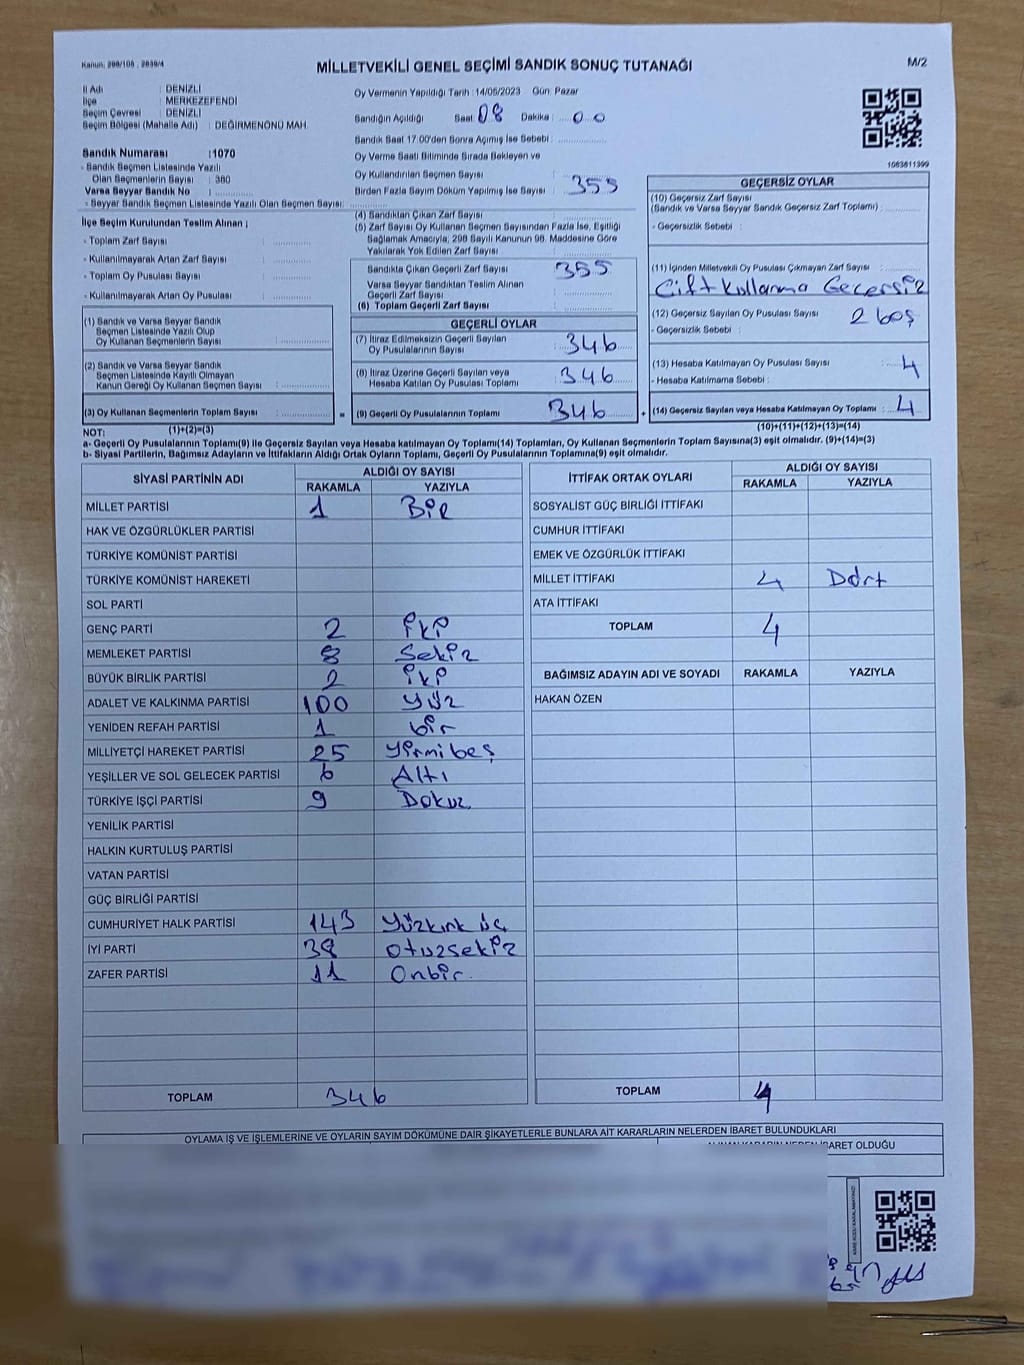 Kanun: 298/105 , 2839/4
MİLLETVEKİLİ GENEL SEÇİMİ SANDIK SONUÇ TUTANAĞI
M/2
İl Adı : DENİZLİ
İlçe : MERKEZEFENDİ
Seçim Çevresi : DENİZLİ
Seçim Bölgesi (Mahalle Adı) : DEĞİRMENÖNÜ MAH.
Sandık Numarası :1070
- Sandık Seçmen Listesinde Yazılı
Olan Seçmenlerin Sayısı : 360
Varsa Seyyar Sandık No :
- Seyyar Sandık Seçmen Listesinde Yazılı Olan Seçmen Sayısı:
Oy Vermenin Yapıldığı Tarih : 14/05/2023 Gün: Pazar
Sandığın Açıldığı Saat: 08 Dakika : 00
Sandık Saat 17.00'den Sonra Açımış İse Sebebi:
Oy Verme Saati Bitiminde Sırada Bekleyen ve
Oy Kullandırılan Seçmen Sayısı :
Birden Fazla Sayım Döküm Yapılmış İse Sayısı : 355
1063611399
İlçe Seçim Kurulundan Teslim Alınan ;
- Toplam Zarf Sayısı :
- Kullanılmayarak Artan Zarf Sayısı :
- Toplam Oy Pusulası Sayısı :
- Kullanılmayarak Artan Oy Pusulası :
(4) Sandıktan Çıkan Zarf Sayısı :
(5) Zarf Sayısı Oy Kullanan Seçmen Sayısından Fazla İse, Eşitliği
Sağlamak Amacıyla, 298 Sayılı Kanunun 98. Maddesine Göre
Yakılarak Yok Edilen Zarf Sayısı :
Sandıkta Çıkan Geçerli Zarf Sayısı : 355
Varsa Seyyar Sandıktan Teslim Alınan
Geçerli Zarf Sayısı :
(6) Toplam Geçerli Zarf Sayısı :
GEÇERSİZ OYLAR
(10) Geçersiz Zarf Sayısı
(Sandık ve Varsa Seyyar Sandık Geçersiz Zarf Toplamı) :
- Geçersizlik Sebebi :
(11) İçinden Milletvekili Oy Pusulası Çıkmayan Zarf Sayısı :
Çift Kullanma Geçersiz
(12) Geçersiz Sayılan Oy Pusulası Sayısı : 2 boş
- Geçersizlik Sebebi :
(13) Hesaba Katılmayan Oy Pusulası Sayısı : 4
- Hesaba Katılmama Sebebi :
(14) Geçersiz Sayılan veya Hesaba Katılmayan Oy Toplamı : 4
(10)+(11)+(12)+(13)=(14)
(1) Sandık ve Varsa Seyyar Sandık
Seçmen Listesinde Yazılı Olup
Oy Kullanan Seçmenlerin Sayısı :
(2) Sandık ve Varsa Seyyar Sandık
Seçmen Listesinde Kayıtlı Olmayan
Kanun Gereği Oy Kullanan Seçmen Sayısı :
(3) Oy Kullanan Seçmenlerin Toplam Sayısı : =
(1)+(2)=(3)
GEÇERLİ OYLAR
(7) İtiraz Edilmeksizin Geçerli Sayılan
Oy Pusulalarının Sayısı : 346
(8) İtiraz Üzerine Geçerli Sayılan veya
Hesaba Katılan Oy Pusulası Toplamı : 346
(9) Geçerli Oy Pusulalarının Toplamı : 346 +
NOT:
a- Geçerli Oy Pusulalarının Toplamı(9) ile Geçersiz Sayılan veya Hesaba katılmayan Oy Toplamı(14) Toplamları, Oy Kullanan Seçmenlerin Toplam Sayısına(3) eşit olmalıdır. (9)+(14)=(3)
b- Siyasi Partilerin, Bağımsız Adayların ve İttifakların Aldığı Ortak Oyların Toplamı, Geçerli Oy Pusulalarının Toplamına(9) eşit olmalıdır.
SİYASİ PARTİNİN ADI ALDIĞI OY SAYISI
RAKAMLA YAZIYLA
MİLLET PARTİSİ 1 Bir
HAK VE ÖZGÜRLÜKLER PARTİSİ
TÜRKİYE KOMÜNİST PARTİSİ
TÜRKİYE KOMÜNİST HAREKETİ
SOL PARTİ
GENÇ PARTİ 2 İki
MEMLEKET PARTİSİ 8 Sekiz
BÜYÜK BİRLİK PARTİSİ 2 İki
ADALET VE KALKINMA PARTİSİ 100 Yüz
YENİDEN REFAH PARTİSİ 1 bir
MİLLİYETÇİ HAREKET PARTİSİ 25 Yirmibeş
YEŞİLLER VE SOL GELECEK PARTİSİ 6 Altı
TÜRKİYE İŞÇİ PARTİSİ 9 Dokuz
YENİLİK PARTİSİ
HALKIN KURTULUŞ PARTİSİ
VATAN PARTİSİ
GÜÇ BİRLİĞİ PARTİSİ
CUMHURİYET HALK PARTİSİ 143 Yüzkırk üç
İYİ PARTİ 38 Otuzsekiz
ZAFER PARTİSİ 11 Onbir.
TOPLAM 346
İTTİFAK ORTAK OYLARI ALDIĞI OY SAYISI
RAKAMLA YAZIYLA
SOSYALİST GÜÇ BİRLİĞİ İTTİFAKI
CUMHUR İTTİFAKI
EMEK VE ÖZGÜRLÜK İTTİFAKI
MİLLET İTTİFAKI 4 Dört
ATA İTTİFAKI
TOPLAM 4
BAĞIMSIZ ADAYIN ADI VE SOYADI RAKAMLA YAZIYLA
HAKAN ÖZEN
TOPLAM 4
OYLAMA İŞ VE İŞLEMLERİNE VE OYLARIN SAYIM DÖKÜMÜNE DAİR ŞİKAYETLERLE BUNLARA AİT KARARLARIN NELERDEN İBARET BULUNDUKLARI
ALINAN KARARIN NEDEN İBARET OLDUĞU